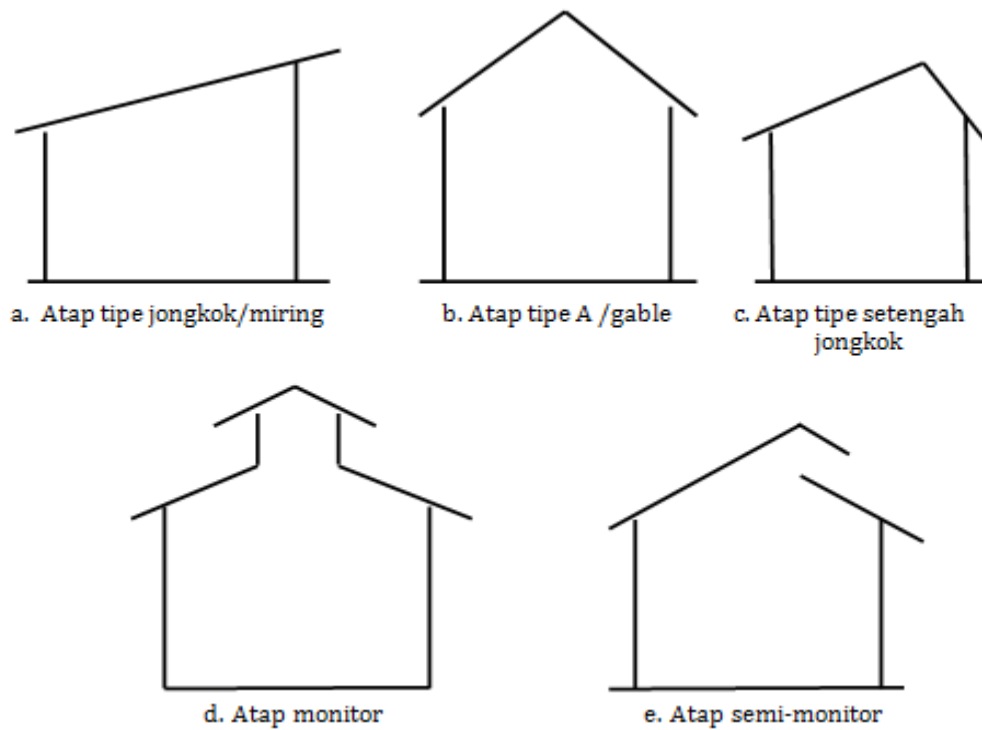 a. Atap tipe jongkok/miring
b. Atap tipe A /gable
c. Atap tipe setengah
jongkok
d. Atap monitor
e. Atap semi-monitor